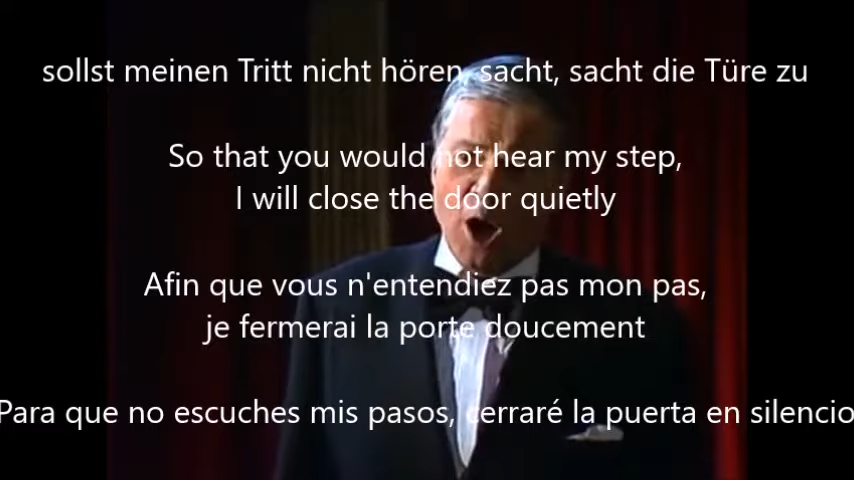 sollst meinen Tritt nicht hören, sacht, sacht die Türe zu
So that you would not hear my step,
I will close the door quietly
Afin que vous n'entendiez pas mon pas,
je fermerai la porte doucement
Para que no escuches mis pasos, cerraré la puerta en silencio